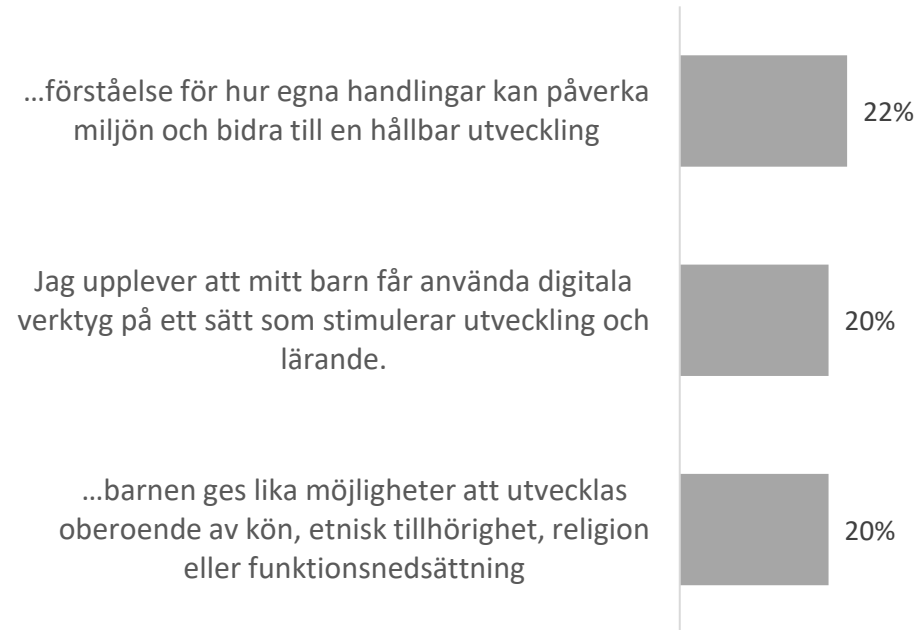 ...förståelse för hur egna handlingar kan påverka
miljön och bidra till en hållbar utveckling
22%
Jag upplever att mitt barn får använda digitala
verktyg på ett sätt som stimulerar utveckling och
lärande.
20%
...barnen ges lika möjligheter att utvecklas
oberoende av kön, etnisk tillhörighet, religion
eller funktionsnedsättning
20%